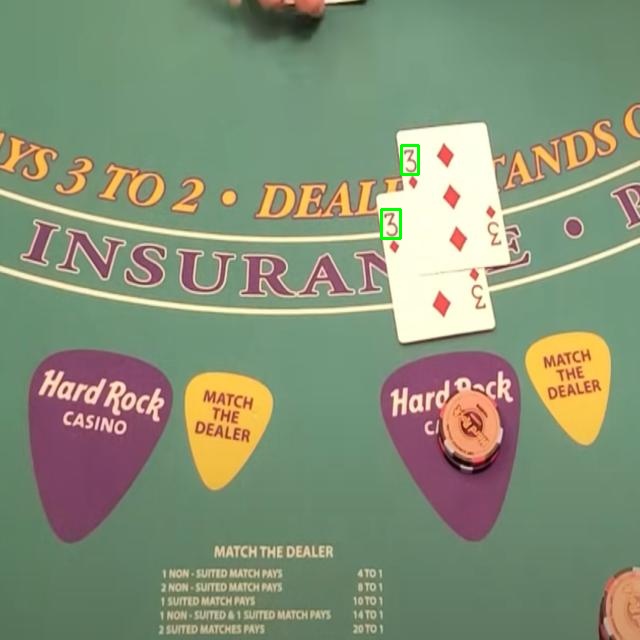 3
3
3
3
AYS 3 TO 2 • DEAL
TANDS O
INSURAN E •
Hard Rock
CASINO
MATCH
THE
DEALER
Hard Rock
MATCH
THE
DEALER
MATCH THE DEALER
1 NON - SUITED MATCH PAYS 4 TO 1
2 NON - SUITED MATCH PAYS 8 TO 1
1 SUITED MATCH PAYS 10 TO 1
1 NON - SUITED & 1 SUITED MATCH PAYS 14 TO 1
2 SUITED MATCHES PAYS 20 TO 1